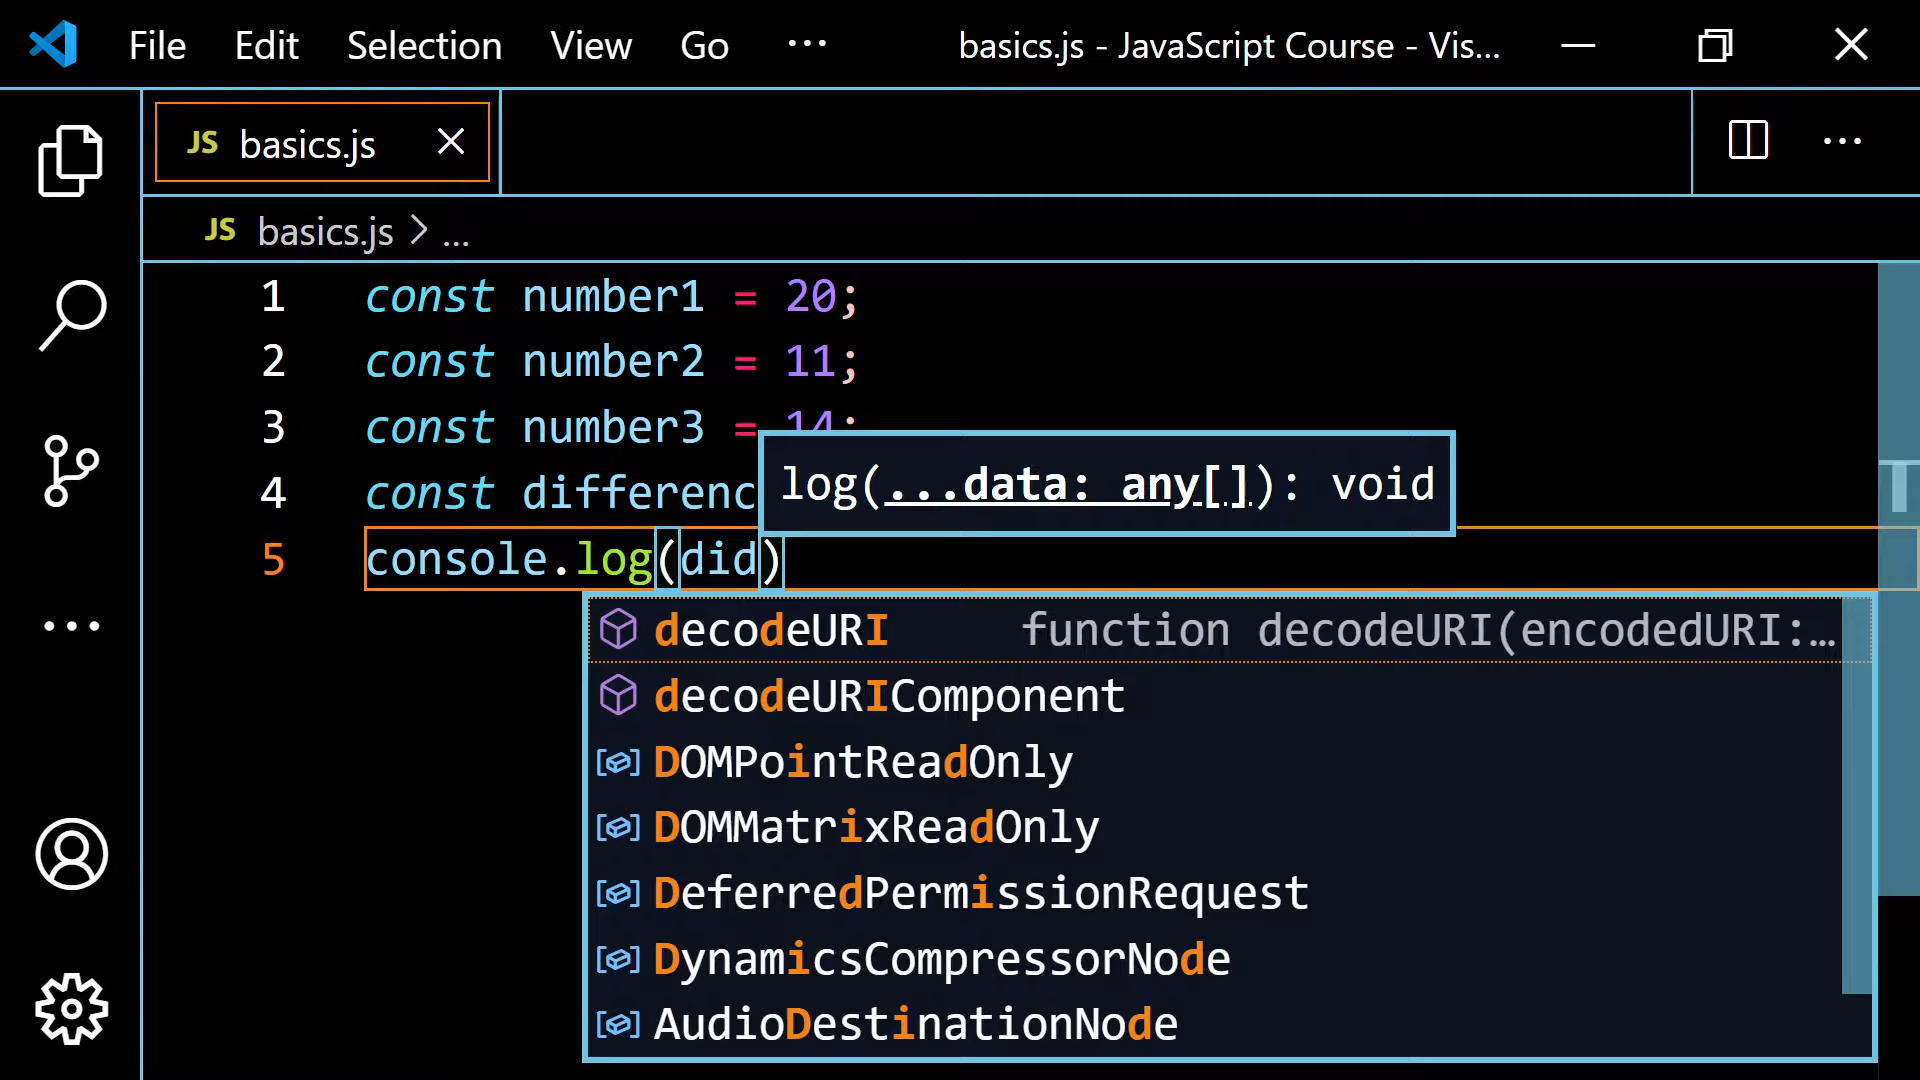 File Edit Selection View Go ··· basics.js - JavaScript Course - Vis...
JS basics.js
JS basics.js > ...
1 const number1 = 20;
2 const number2 = 11;
3 const number3 = 14;
4 const differenc
log(...data: any[]): void
5 console.log(did)
decodeURI function decodeURI(encodedURI:…
decodeURIComponent
DOMPointReadOnly
DOMMatrixReadOnly
DeferredPermissionRequest
DynamicsCompressorNode
AudioDestinationNode